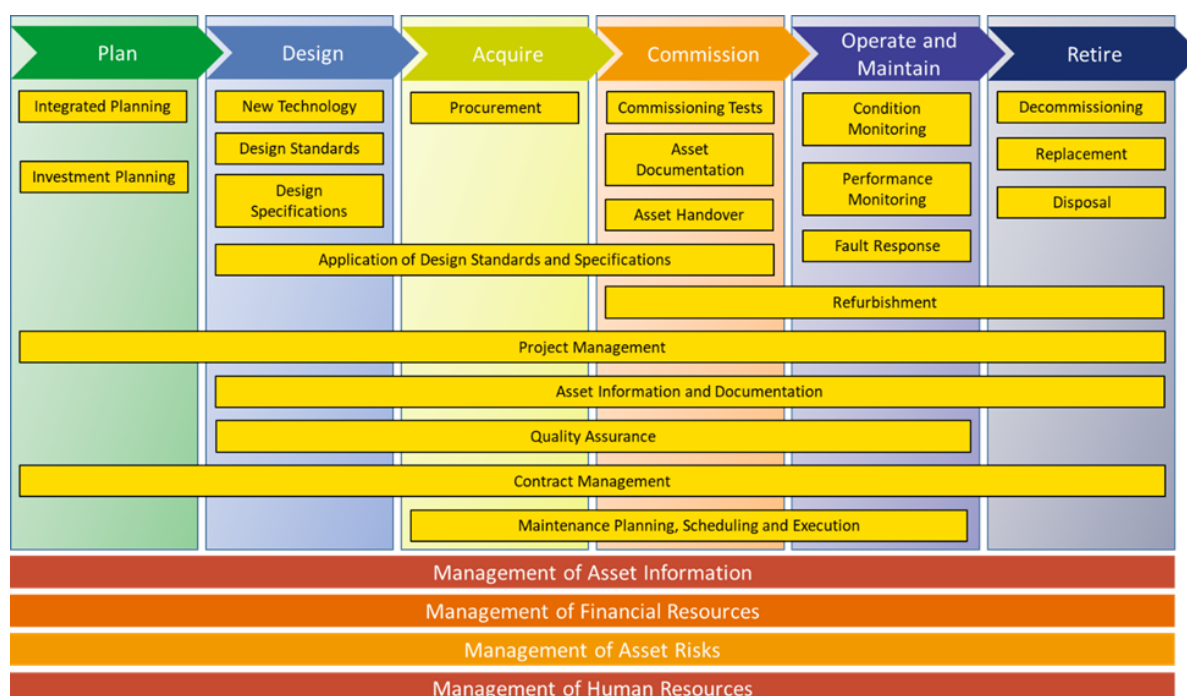 Plan
Design
Acquire
Commission
Operate and
Maintain
Retire
Integrated Planning
New Technology
Procurement
Commissioning Tests
Condition
Monitoring
Decommissioning
Investment Planning
Design Standards
Asset
Documentation
Performance
Monitoring
Replacement
Design
Specifications
Asset Handover
Fault Response
Disposal
Application of Design Standards and Specifications
Refurbishment
Project Management
Asset Information and Documentation
Quality Assurance
Contract Management
Maintenance Planning, Scheduling and Execution
Management of Asset Information
Management of Financial Resources
Management of Asset Risks
Management of Human Resources